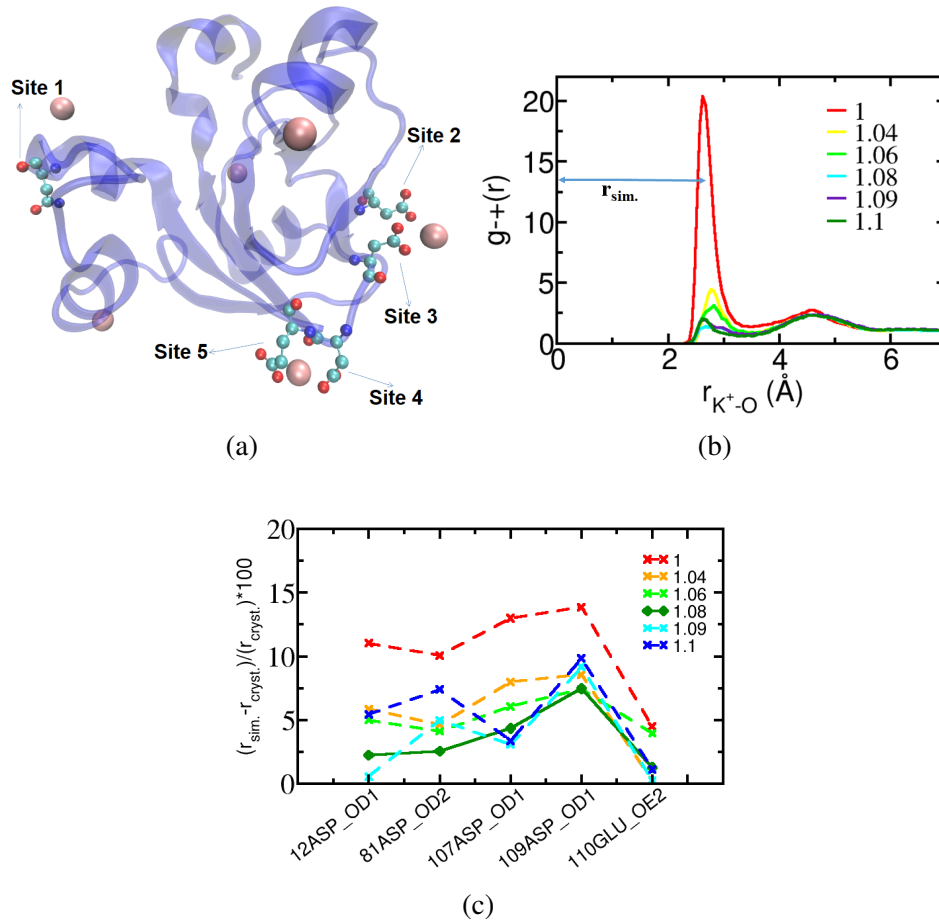 Site 1
Site 2
Site 3
Site 4
Site 5
(a)
20
15
10
5
0
g-+(r)
r_sim.
1
1.04
1.06
1.08
1.09
1.1
0 2 4 6
r_K⁺-O (Å)
(b)
20
15
10
5
0
(r_sim.-r_cryst.)/(r_cryst.)*100
1
1.04
1.06
1.08
1.09
1.1
12ASP_OD1
81ASP_OD2
107ASP_OD1
109ASP_OD1
110GLU_OE2
(c)